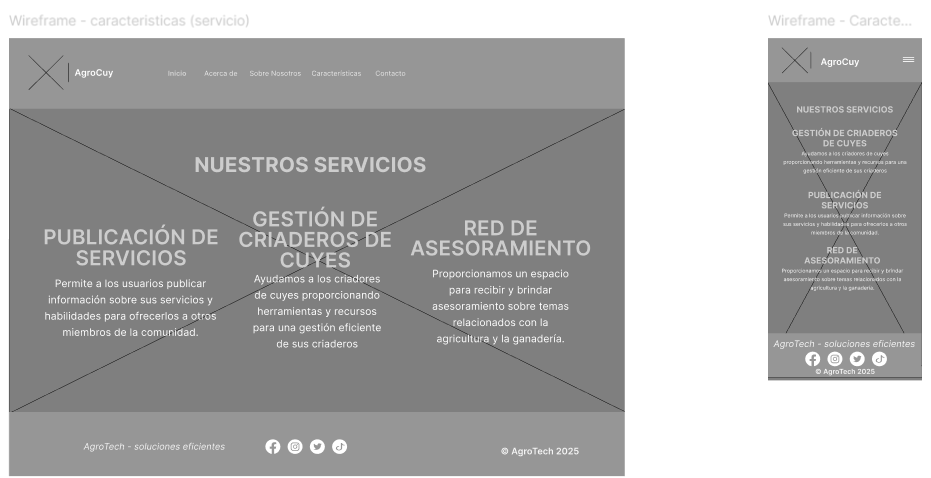 Wireframe - caracteristicas (servicio)
AgroCuy
Inicio Acerca de Sobre Nosotros Características Contacto
NUESTROS SERVICIOS
PUBLICACIÓN DE
SERVICIOS
Permite a los usuarios publicar
información sobre sus servicios y
habilidades para ofrecerlos a otros
miembros de la comunidad.
GESTIÓN DE
CRIADEROS DE
CUYES
Ayudamos a los criadores
de cuyes proporcionando
herramientas y recursos
para una gestión eficiente
de sus criaderos
RED DE
ASESORAMIENTO
Proporcionamos un espacio
para recibir y brindar
asesoramiento sobre temas
relacionados con la
agricultura y la ganadería.
AgroTech - soluciones eficientes
© AgroTech 2025
Wireframe - Caracte...
AgroCuy
NUESTROS SERVICIOS
GESTIÓN DE CRIADEROS
DE CUYES
Ayudamos a los criadores de cuyes
proporcionando herramientas y recursos para una
gestión eficiente de sus criaderos
PUBLICACIÓN DE
SERVICIOS
Permite a los usuarios publicar información sobre
sus servicios y habilidades para ofrecerlos a otros
miembros de la comunidad.
RED DE
ASESORAMIENTO
Proporcionamos un espacio para recibir y brindar
asesoramiento sobre temas relacionados con la
agricultura y la ganadería.
AgroTech - soluciones eficientes
© AgroTech 2025